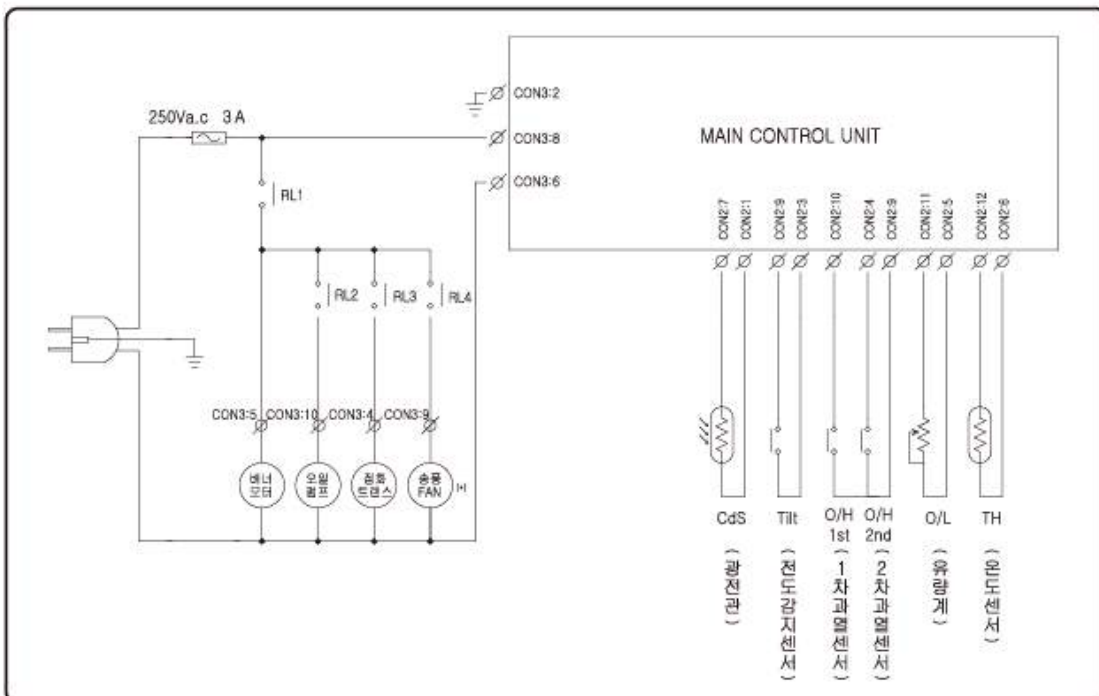 250Va.c 3A
CON3:2
CON3:8
CON3:6
MAIN CONTROL UNIT
RL1
RL2
RL3
RL4
CON2:7
CON2:1
CON2:9
CON2:3
CON2:10
CON2:4
CON2:9
CON2:11
CON2:5
CON2:12
CON2:6
CON3:5
CON3:10
CON3:4
CON3:9
버너
모터
오일
펌프
점화
트랜스
송풍
FAN
CdS
Tilt
O/H
1st
O/H
2nd
O/L
TH
(광전관)
(전도감지센서)
(1차과열센서)
(2차과열센서)
(유량계)
(온도센서)